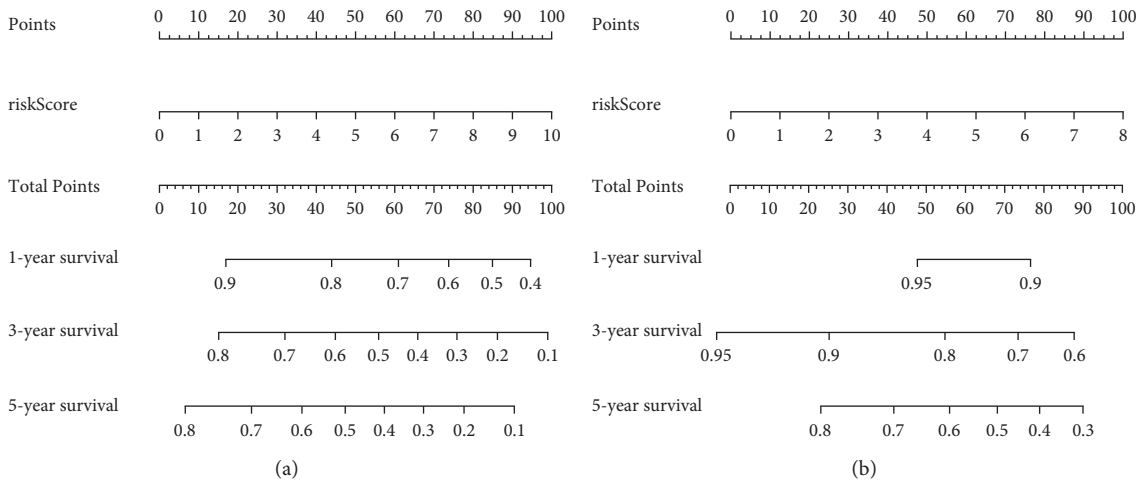 Points
0 10 20 30 40 50 60 70 80 90 100
riskScore
0 1 2 3 4 5 6 7 8 9 10
Total Points
0 10 20 30 40 50 60 70 80 90 100
1-year survival
0.9 0.8 0.7 0.6 0.5 0.4
3-year survival
0.8 0.7 0.6 0.5 0.4 0.3 0.2 0.1
5-year survival
0.8 0.7 0.6 0.5 0.4 0.3 0.2 0.1
(a)
Points
0 10 20 30 40 50 60 70 80 90 100
riskScore
0 1 2 3 4 5 6 7 8
Total Points
0 10 20 30 40 50 60 70 80 90 100
1-year survival
0.95 0.9
3-year survival
0.95 0.9 0.8 0.7 0.6
5-year survival
0.8 0.7 0.6 0.5 0.4 0.3
(b)